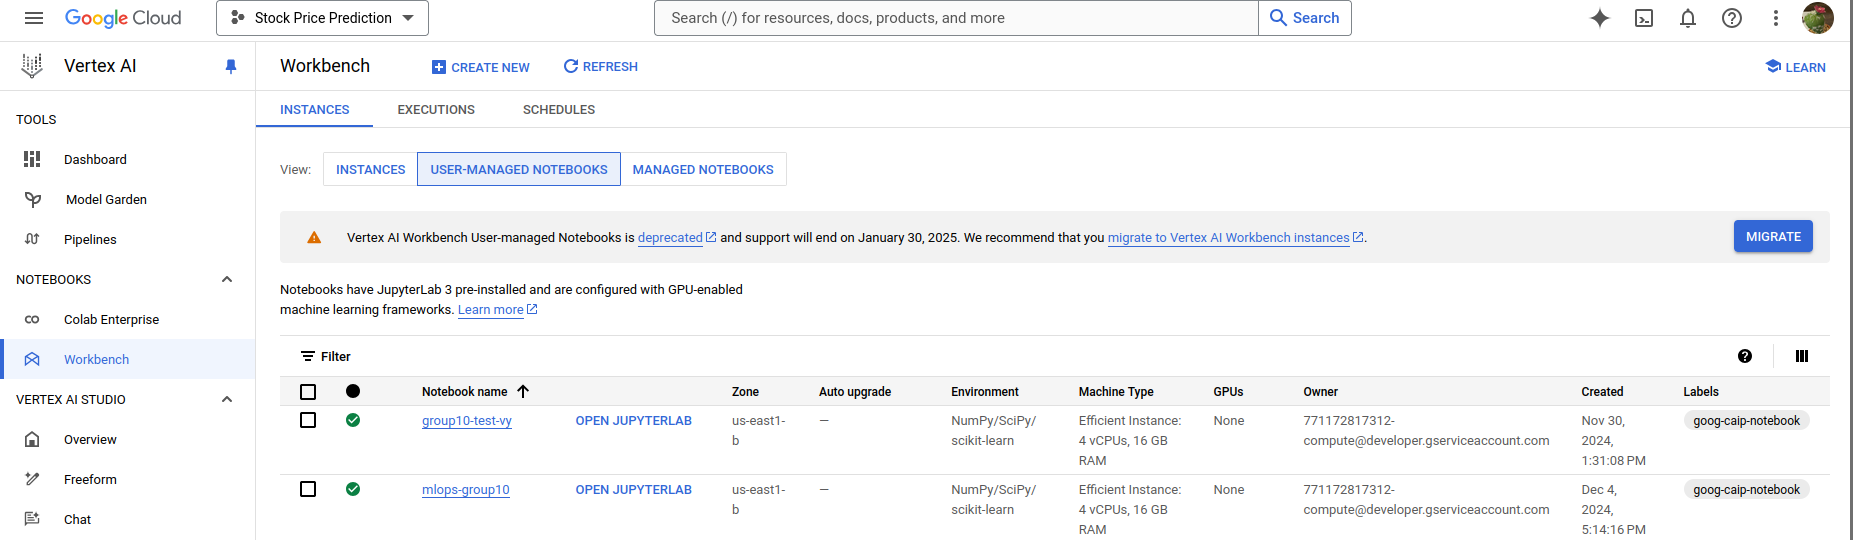 Google Cloud
Stock Price Prediction
Search (/) for resources, docs, products, and more
Search
Vertex AI
Workbench
CREATE NEW
REFRESH
LEARN
TOOLS
Dashboard
Model Garden
Pipelines
NOTEBOOKS
Colab Enterprise
Workbench
VERTEX AI STUDIO
Overview
Freeform
Chat
INSTANCES EXECUTIONS SCHEDULES
View: INSTANCES USER-MANAGED NOTEBOOKS MANAGED NOTEBOOKS
Vertex AI Workbench User-managed Notebooks is deprecated and support will end on January 30, 2025. We recommend that you migrate to Vertex AI Workbench instances.
MIGRATE
Notebooks have JupyterLab 3 pre-installed and are configured with GPU-enabled
machine learning frameworks. Learn more
Filter
Notebook name Zone Auto upgrade Environment Machine Type GPUs Owner Created Labels
group10-test-vy OPEN JUPYTERLAB us-east1- — NumPy/SciPy/ Efficient Instance: None 771172817312- Nov 30, goog-caip-notebook
b scikit-learn 4 vCPUs, 16 GB compute@developer.gserviceaccount.com 2024,
RAM 1:31:08 PM
mlops-group10 OPEN JUPYTERLAB us-east1- — NumPy/SciPy/ Efficient Instance: None 771172817312- Dec 4, goog-caip-notebook
b scikit-learn 4 vCPUs, 16 GB compute@developer.gserviceaccount.com 2024,
RAM 5:14:16 PM